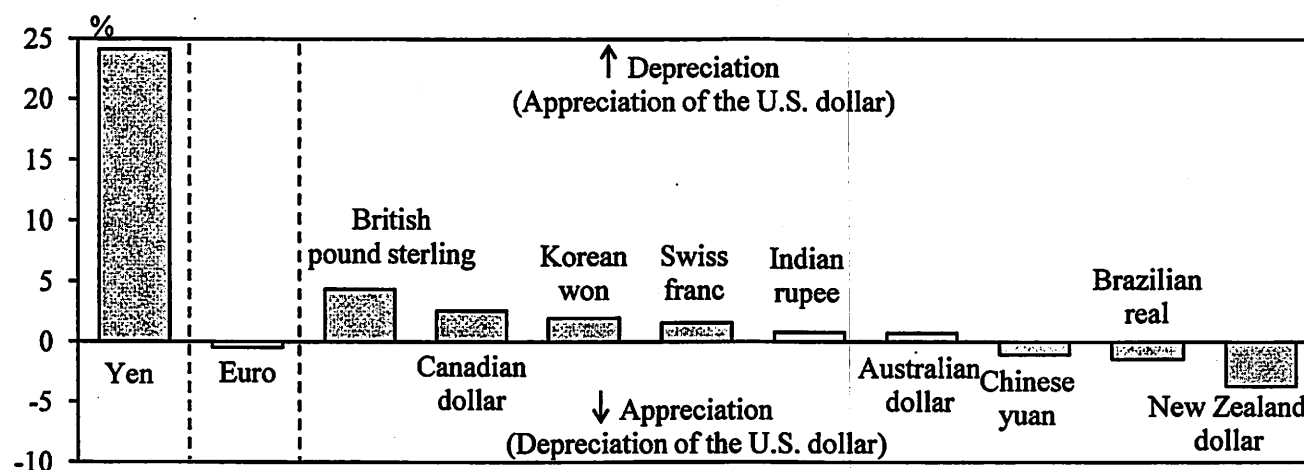 %
25
20
15
10
5
0
-5
-10
↑ Depreciation
(Appreciation of the U.S. dollar)
British
pound sterling
Korean
won
Swiss
franc
Indian
rupee
Brazilian
real
Yen
Euro
Canadian
dollar
Australian
dollar
Chinese
yuan
New Zealand
dollar
↓ Appreciation
(Depreciation of the U.S. dollar)